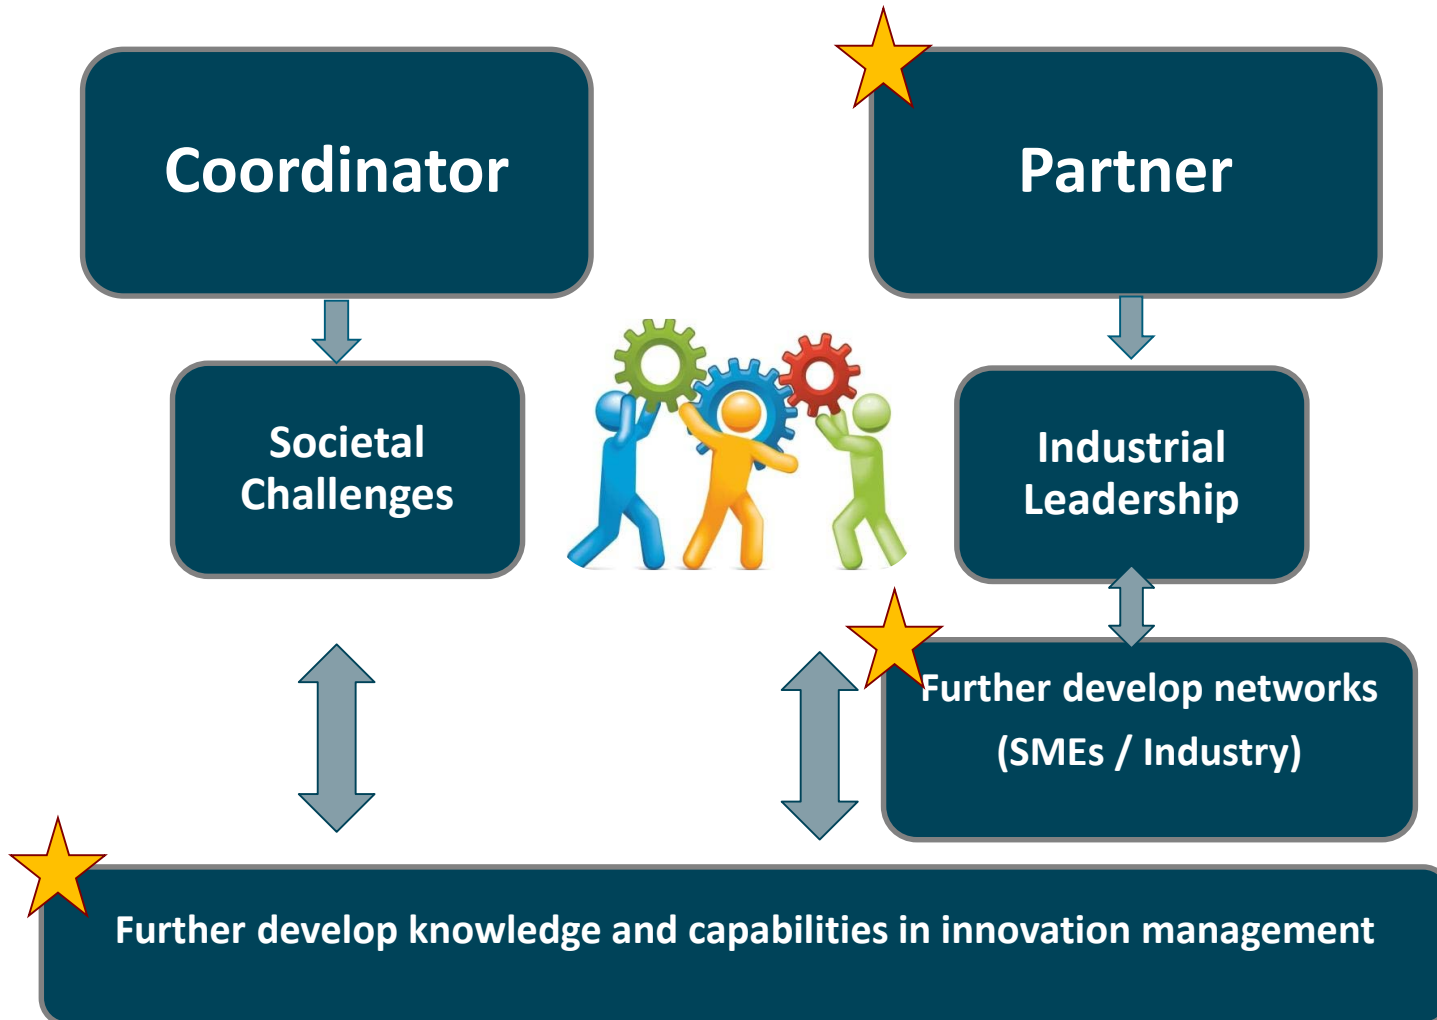 Coordinator
Partner
Societal
Challenges
Industrial
Leadership
Further develop networks
(SMEs / Industry)
Further develop knowledge and capabilities in innovation management